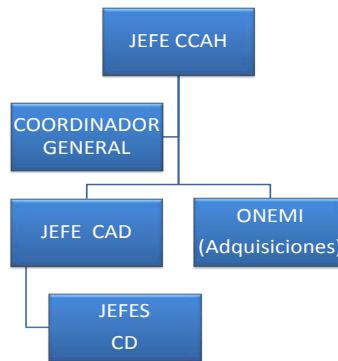 JEFE CCAH
COORDINADOR
GENERAL
JEFE CAD
ONEMI
(Adquisiciones)
JEFES
CD